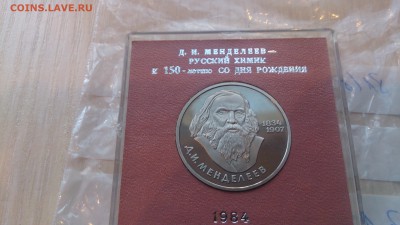 COINS.LAVE.RU
Д. И. МЕНДЕЛЕЕВ—
РУССКИЙ ХИМИК
К 150-летию СО ДНЯ РОЖДЕНИЯ
1834
1907
Д.И.МЕНДЕЛЕЕВ
1984